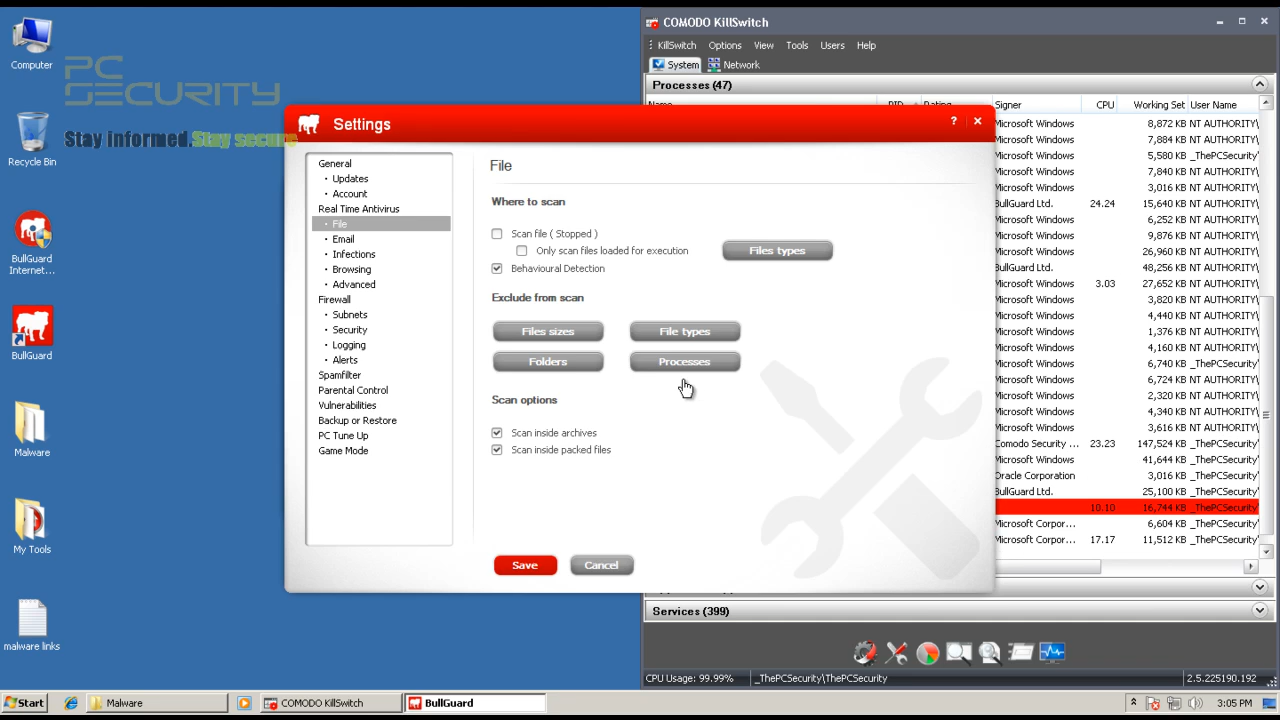 Computer
PC
SECURITY
Stay informed.Stay secure
Recycle Bin
BullGuard
Internet...
BullGuard
Malware
My Tools
malware links
COMODO KillSwitch
KillSwitch Options View Tools Users Help
System Network
Processes (47)
Signer CPU Working Set User Name
Microsoft Windows 8,872 KB NT AUTHORITY\
Microsoft Windows 7,884 KB NT AUTHORITY\
Microsoft Windows 5,580 KB _ThePCSecurity'
Microsoft Windows 7,840 KB NT AUTHORITY\
Microsoft Windows 3,016 KB NT AUTHORITY\
BullGuard Ltd. 24.24 15,640 KB NT AUTHORITY\
Microsoft Windows 6,252 KB NT AUTHORITY\
Microsoft Windows 9,876 KB NT AUTHORITY\
Microsoft Windows 26,960 KB NT AUTHORITY\
BullGuard Ltd. 48,256 KB NT AUTHORITY\
Microsoft Windows 3.03 27,652 KB NT AUTHORITY\
Microsoft Windows 3,820 KB NT AUTHORITY\
Microsoft Windows 4,440 KB NT AUTHORITY\
Microsoft Windows 1,376 KB NT AUTHORITY\
Microsoft Windows 4,160 KB NT AUTHORITY\
Microsoft Windows 6,740 KB _ThePCSecurity'
Microsoft Windows 6,724 KB NT AUTHORITY\
Microsoft Windows 2,320 KB NT AUTHORITY\
Microsoft Windows 4,340 KB NT AUTHORITY\
Microsoft Windows 3,616 KB NT AUTHORITY\
Comodo Security ... 23.23 147,524 KB _ThePCSecurity'
Microsoft Windows 41,644 KB _ThePCSecurity'
Oracle Corporation 3,016 KB _ThePCSecurity'
BullGuard Ltd. 25,100 KB _ThePCSecurity'
10.10 16,744 KB _ThePCSecurity'
Microsoft Corpor... 6,604 KB _ThePCSecurity'
Microsoft Corpor... 17.17 11,512 KB _ThePCSecurity'
Services (399)
CPU Usage: 99.99% _ThePCSecurity\ThePCSecurity 2.5.225190.192
Settings ?
General
Updates
Account
Real Time Antivirus
File
Email
Infections
Browsing
Advanced
Firewall
Subnets
Security
Logging
Alerts
Spamfilter
Parental Control
Vulnerabilities
Backup or Restore
PC Tune Up
Game Mode
File
Where to scan
Scan file ( Stopped )
Only scan files loaded for execution Files types
Behavioural Detection
Exclude from scan
Files sizes File types
Folders Processes
Scan options
Scan inside archives
Scan inside packed files
Save Cancel
Start Malware COMODO KillSwitch BullGuard 3:05 PM